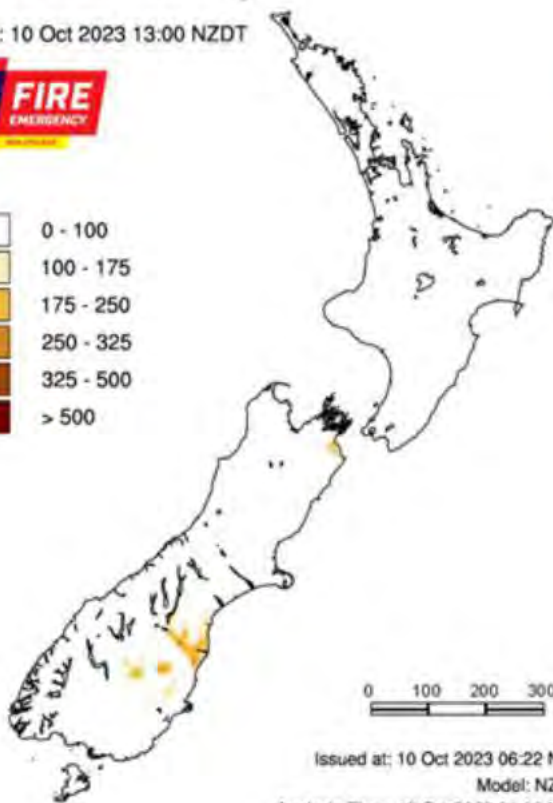 : 10 Oct 2023 13:00 NZDT
FIRE
EMERGENCY
0 - 100
100 - 175
175 - 250
250 - 325
325 - 500
> 500
0 100 200 300
Issued at: 10 Oct 2023 06:22 N
Model: NZ